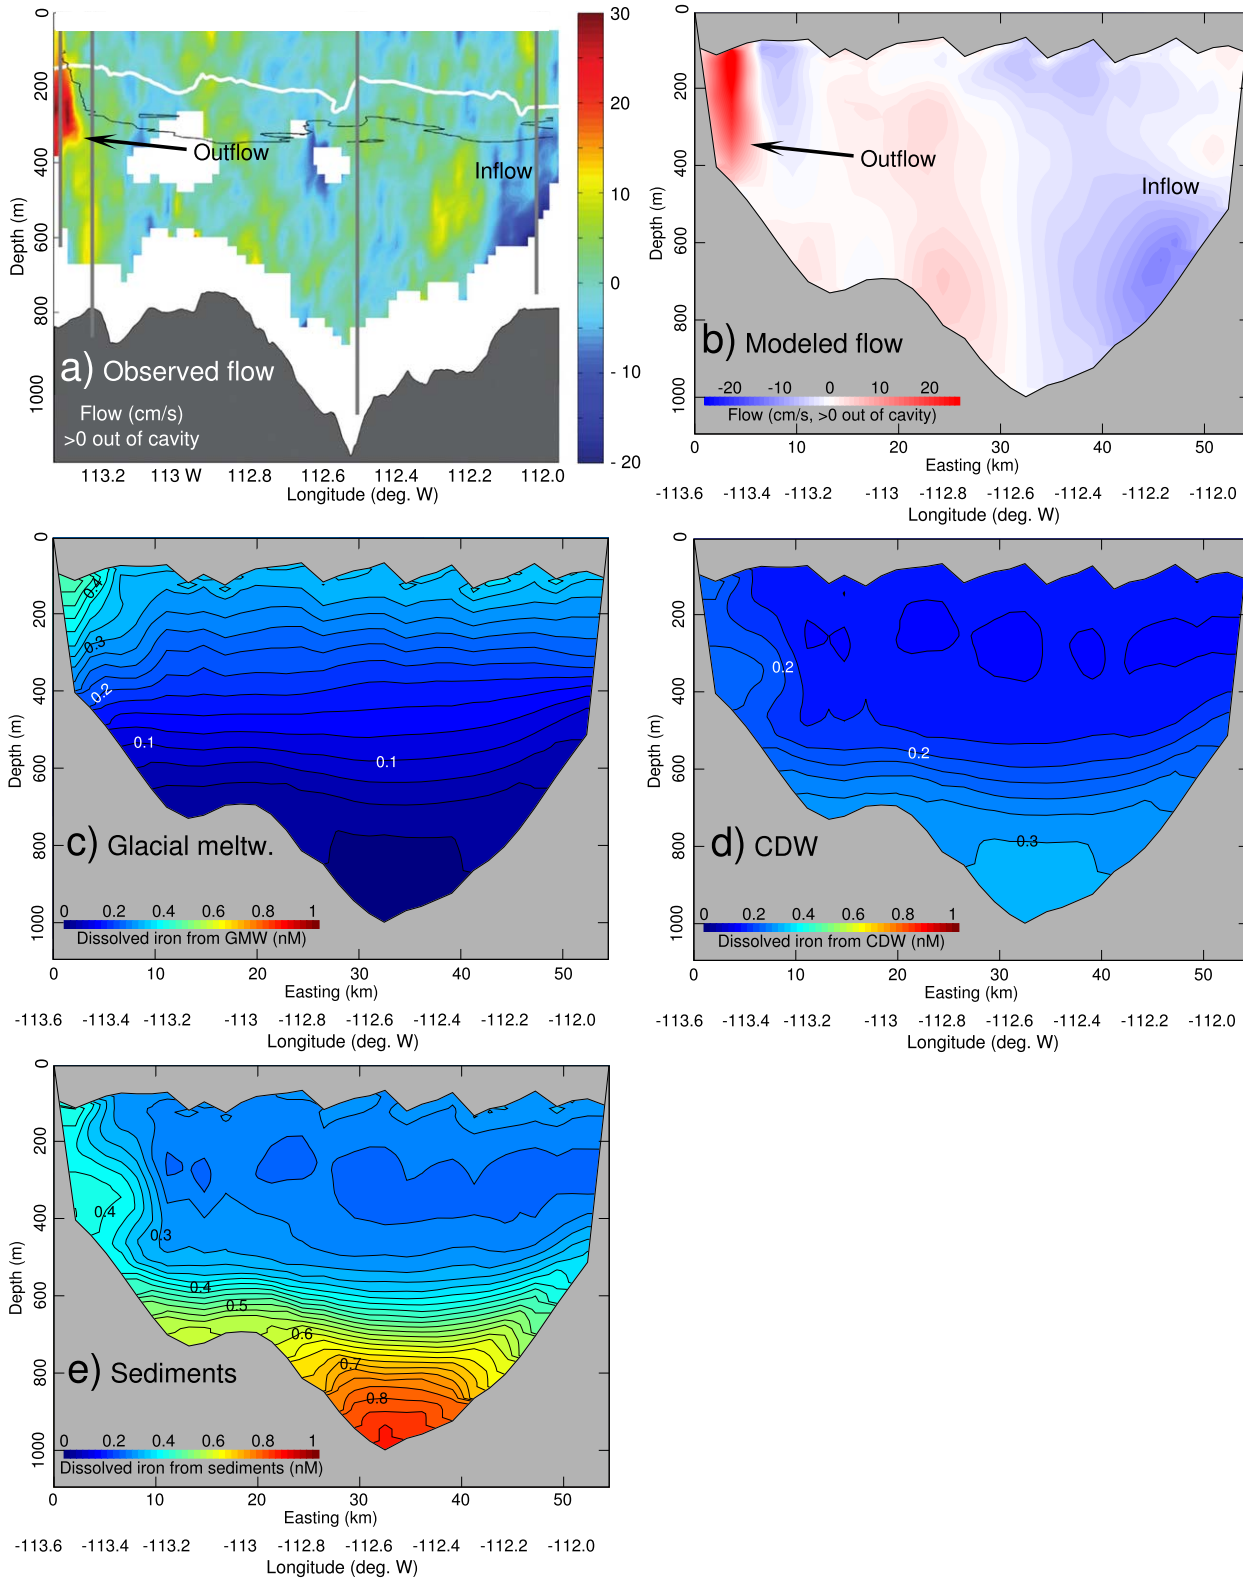 0
200
400
600
800
1000
Depth (m)
Outflow
Inflow
a) Observed flow
Flow (cm/s)
>0 out of cavity
30
20
10
0
- 10
- 20
113.2 113 W 112.8 112.6 112.4 112.2 112.0
Longitude (deg. W)
0
200
400
600
800
1000
Depth (m)
Outflow
Inflow
b) Modeled flow
-20 -10 0 10 20
Flow (cm/s, >0 out of cavity)
0 10 20 30 40 50
Easting (km)
-113.6 -113.4 -113.2 -113 -112.8 -112.6 -112.4 -112.2 -112.0
Longitude (deg. W)
0
200
400
600
800
1000
Depth (m)
0.4
0.3
0.2
0.1
0.1
c) Glacial meltw.
0 0.2 0.4 0.6 0.8 1
Dissolved iron from GMW (nM)
0 10 20 30 40 50
Easting (km)
-113.6 -113.4 -113.2 -113 -112.8 -112.6 -112.4 -112.2 -112.0
Longitude (deg. W)
0
200
400
600
800
1000
Depth (m)
0.2
0.2
0.3
d) CDW
0 0.2 0.4 0.6 0.8 1
Dissolved iron from CDW (nM)
0 10 20 30 40 50
Easting (km)
-113.6 -113.4 -113.2 -113 -112.8 -112.6 -112.4 -112.2 -112.0
Longitude (deg. W)
0
200
400
600
800
1000
Depth (m)
0.4
0.3
0.4
0.5
0.6
0.7
0.8
e) Sediments
0 0.2 0.4 0.6 0.8 1
Dissolved iron from sediments (nM)
0 10 20 30 40 50
Easting (km)
-113.6 -113.4 -113.2 -113 -112.8 -112.6 -112.4 -112.2 -112.0
Longitude (deg. W)